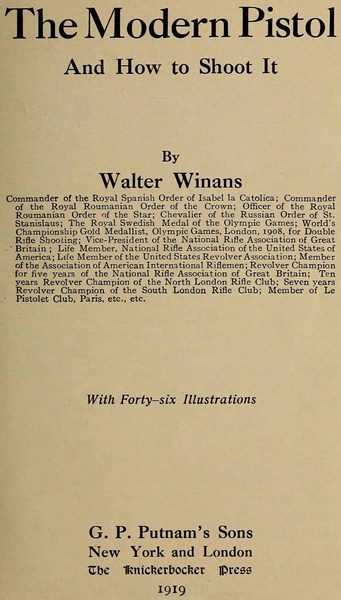 The Modern Pistol
And How to Shoot It
By
Walter Winans
Commander of the Royal Spanish Order of Isabel la Catolica; Commander
of the Royal Roumanian Order of the Crown; Officer of the Royal
Roumanian Order of the Star; Chevalier of the Russian Order of St.
Stanislaus; The Royal Swedish Medal of the Olympic Games; World's
Championship Gold Medallist, Olympic Games, London, 1908, for Double
Rifle Shooting; Vice-President of the National Rifle Association of Great
Britain; Life Member, National Rifle Association of the United States of
America; Life Member of the United States Revolver Association; Member
of the Association of American International Riflemen; Revolver Champion
for five years of the National Rifle Association of Great Britain; Ten
years Revolver Champion of the North London Rifle Club; Seven years
Revolver Champion of the South London Rifle Club; Member of Le
Pistolet Club, Paris, etc., etc.
With Forty-six Illustrations
G. P. Putnam's Sons
New York and London
The Knickerbocker Press
1919